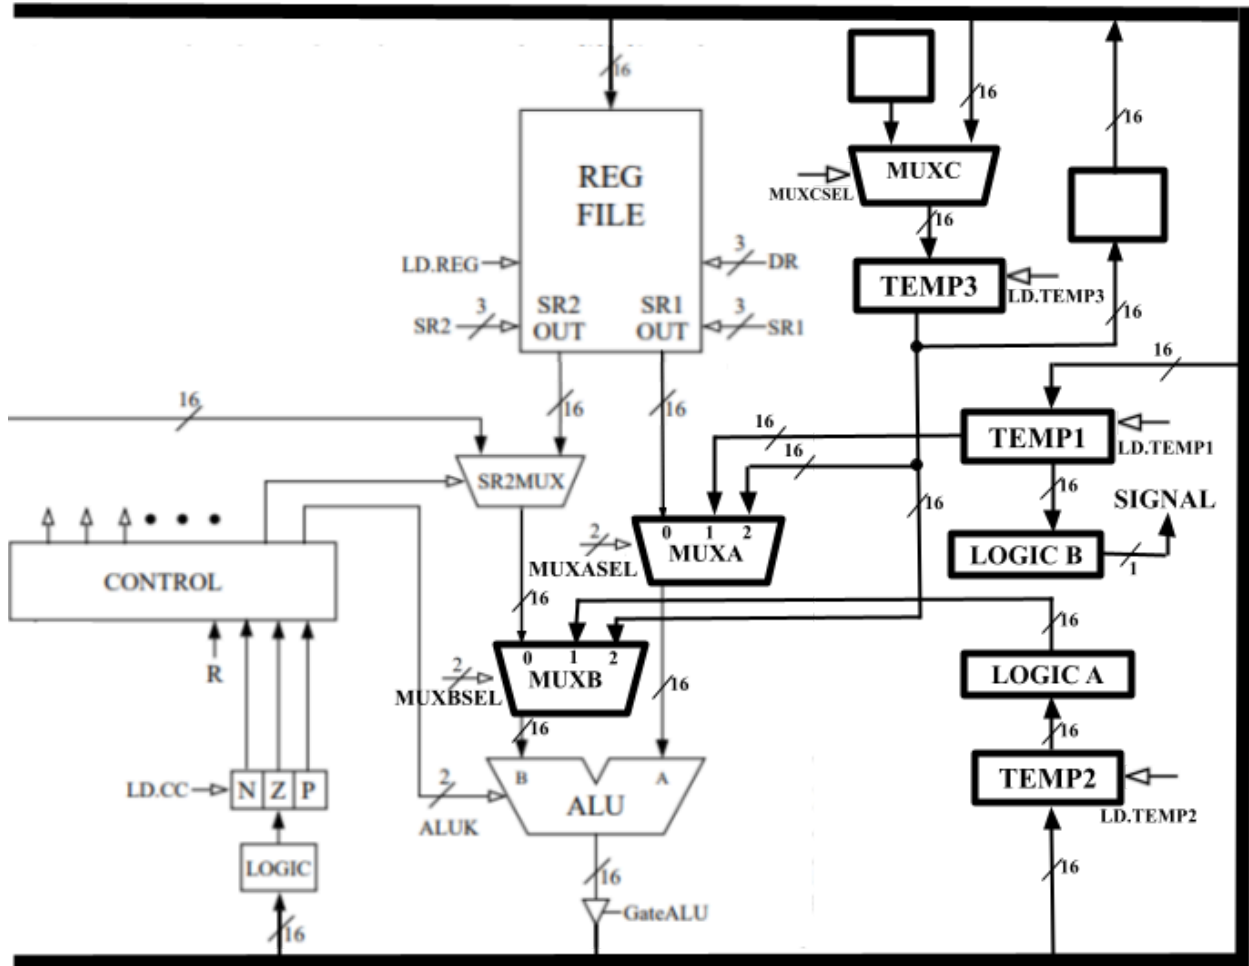 16
16
16
MUXC
MUXCSEL
REG
FILE
16
3
LD.REG
DR
TEMP3
LD.TEMP3
3
SR2
SR2
OUT
SR1
OUT
3
SR1
16
16
16
16
16
16
TEMP1
LD.TEMP1
16
SR2MUX
16
16
SIGNAL
0 1 2
MUXA
2
MUXASEL
LOGIC B
1
CONTROL
16
16
R
0 1 2
MUXB
2
MUXBSEL
16
LOGIC A
16
16
TEMP2
LD.TEMP2
LD.CC
N Z P
2
ALUK
B
A
ALU
LOGIC
16
16
GateALU
16